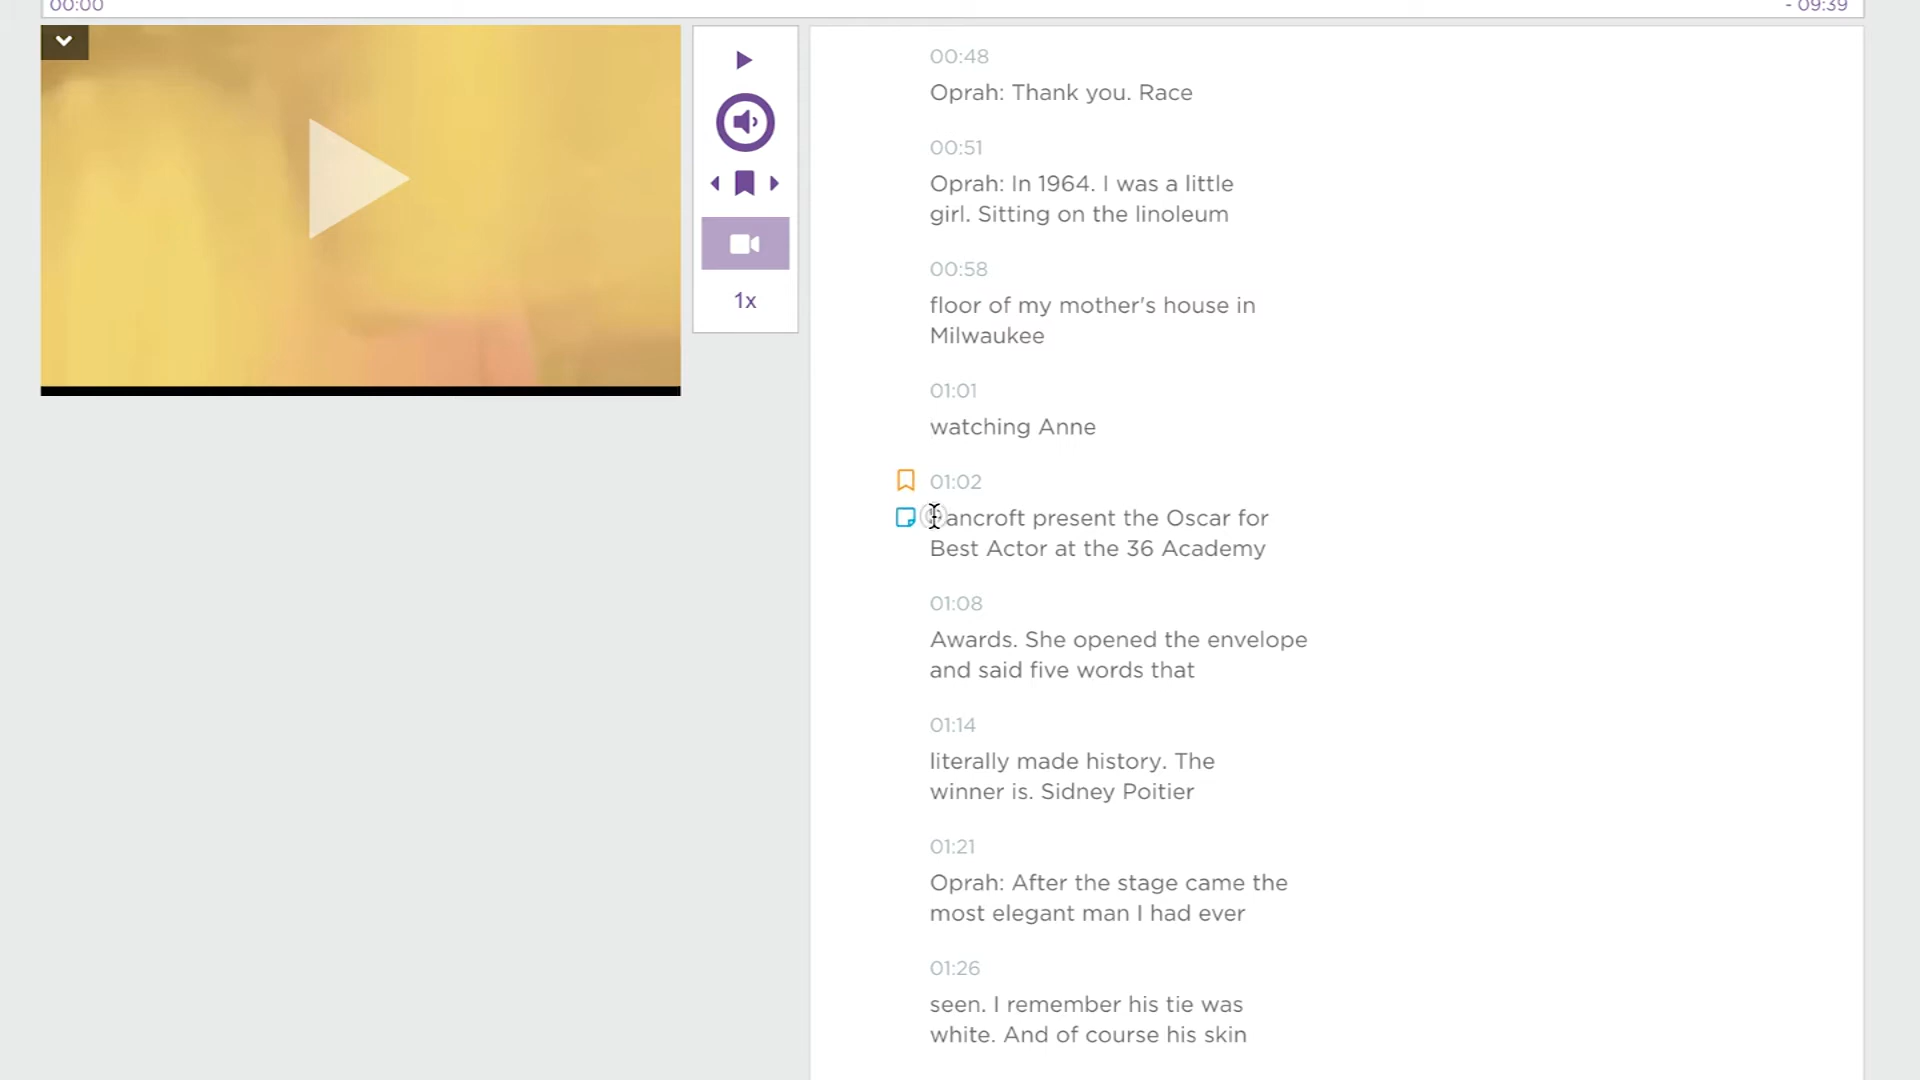 00:00
- 09:39
1x
00:48
Oprah: Thank you. Race
00:51
Oprah: In 1964. I was a little
girl. Sitting on the linoleum
00:58
floor of my mother's house in
Milwaukee
01:01
watching Anne
01:02
Bancroft present the Oscar for
Best Actor at the 36 Academy
01:08
Awards. She opened the envelope
and said five words that
01:14
literally made history. The
winner is. Sidney Poitier
01:21
Oprah: After the stage came the
most elegant man I had ever
01:26
seen. I remember his tie was
white. And of course his skin